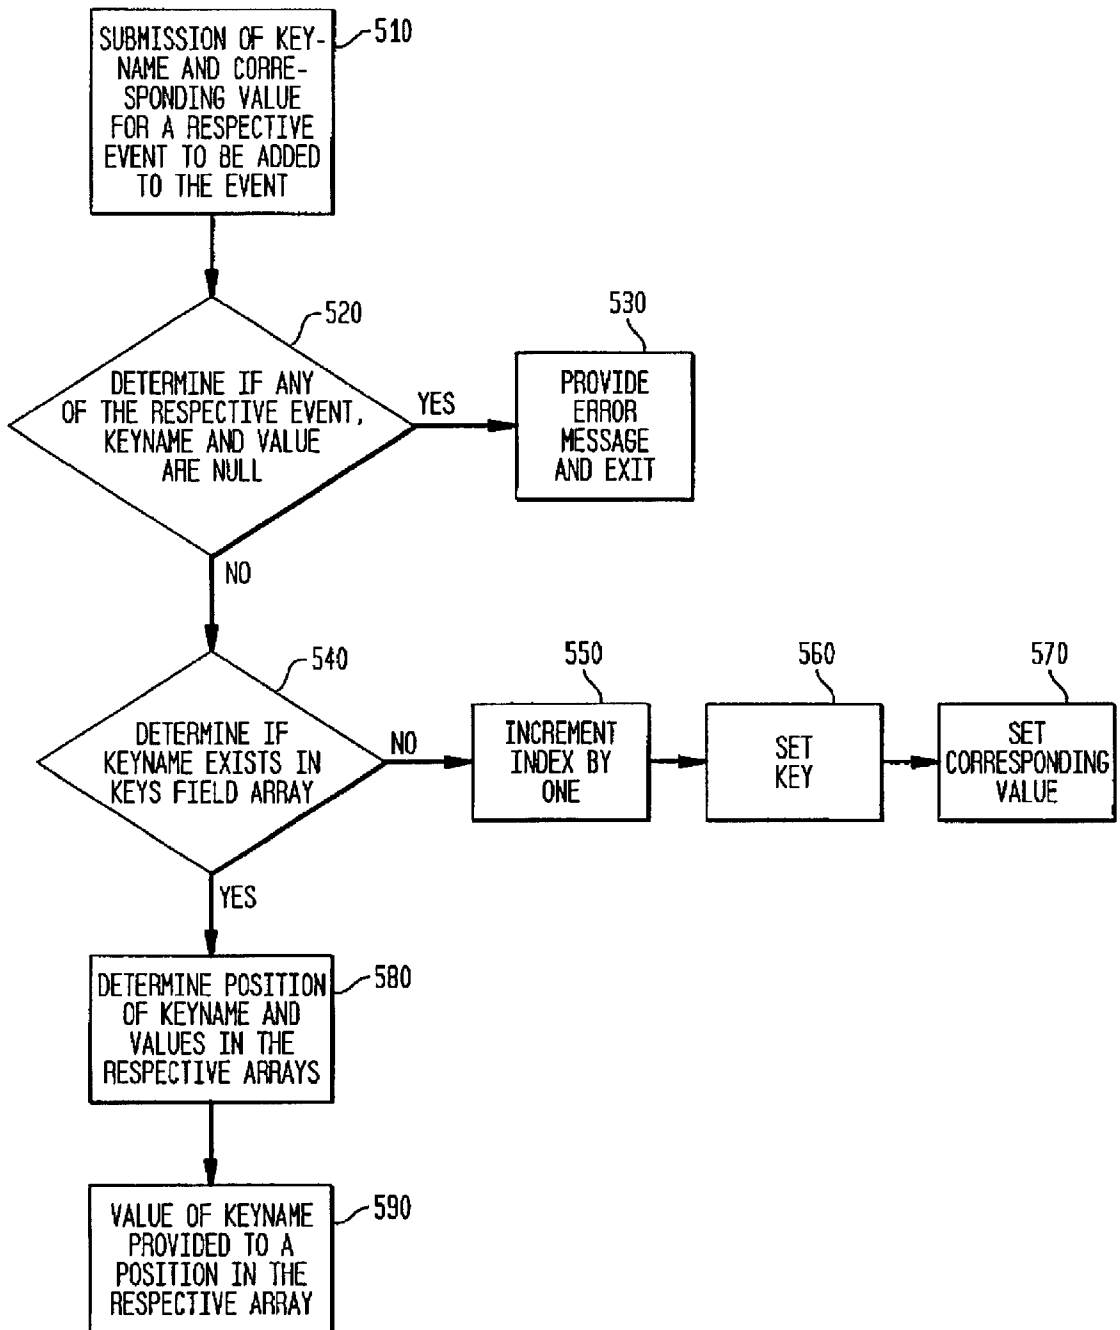 SUBMISSION OF KEY-
NAME AND CORRE-
SPONDING VALUE
FOR A RESPECTIVE
EVENT TO BE ADDED
TO THE EVENT
510
520
DETERMINE IF ANY
OF THE RESPECTIVE EVENT,
KEYNAME AND VALUE
ARE NULL
YES
530
PROVIDE
ERROR
MESSAGE
AND EXIT
NO
540
DETERMINE IF
KEYNAME EXISTS IN
KEYS FIELD ARRAY
NO
550
INCREMENT
INDEX BY
ONE
560
SET
KEY
570
SET
CORRESPONDING
VALUE
YES
DETERMINE POSITION
OF KEYNAME AND
VALUES IN THE
RESPECTIVE ARRAYS
580
VALUE OF KEYNAME
PROVIDED TO A
POSITION IN THE
RESPECTIVE ARRAY
590